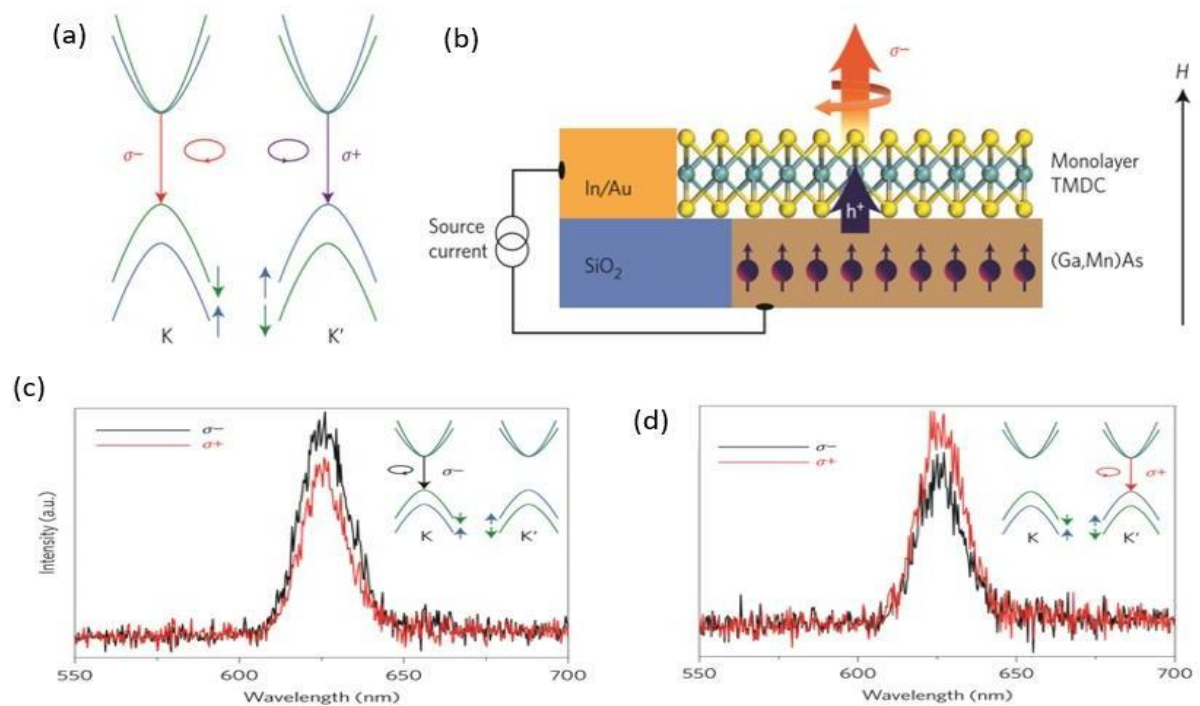 (a)
σ−
σ+
K
K′
(b)
σ−
H
In/Au
Monolayer
TMDC
h+
Source
current
SiO2
(Ga,Mn)As
(c)
σ−
σ+
σ−
K
K′
Intensity (a.u.)
550
600
650
700
Wavelength (nm)
(d)
σ−
σ+
σ+
K
K′
550
600
650
700
Wavelength (nm)